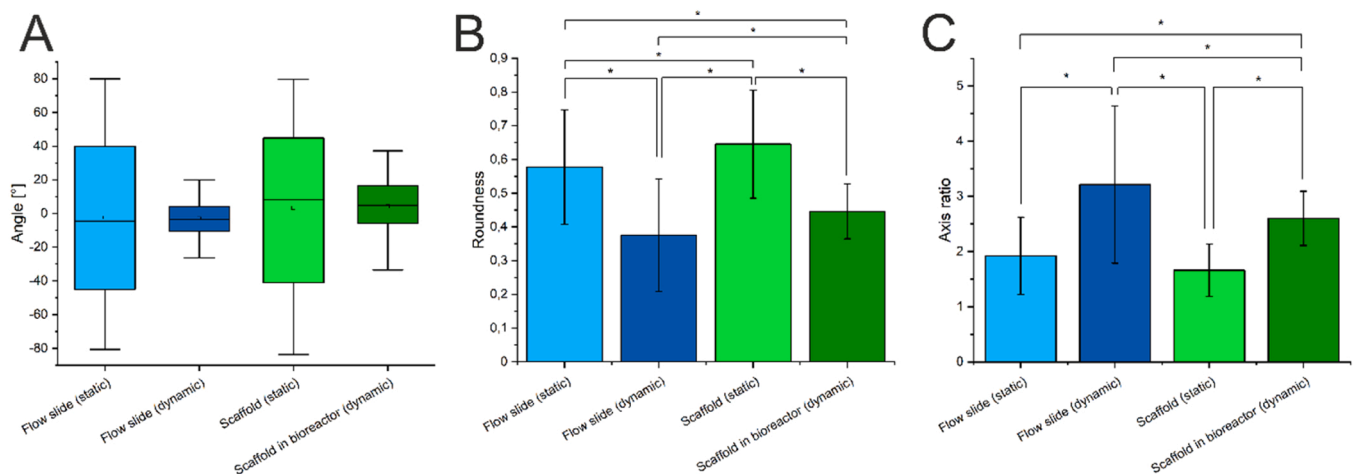 A
Angle [°]
80
60
40
20
0
-20
-40
-60
-80
Flow slide (static)
Flow slide (dynamic)
Scaffold (static)
Scaffold in bioreactor (dynamic)
B
*
*
*
*
*
*
Roundness
0,9
0,8
0,7
0,6
0,5
0,4
0,3
0,2
0,1
0
Flow slide (static)
Flow slide (dynamic)
Scaffold (static)
Scaffold in bioreactor (dynamic)
C
*
*
*
*
*
Axis ratio
5
4
3
2
1
0
Flow slide (static)
Flow slide (dynamic)
Scaffold (static)
Scaffold in bioreactor (dynamic)